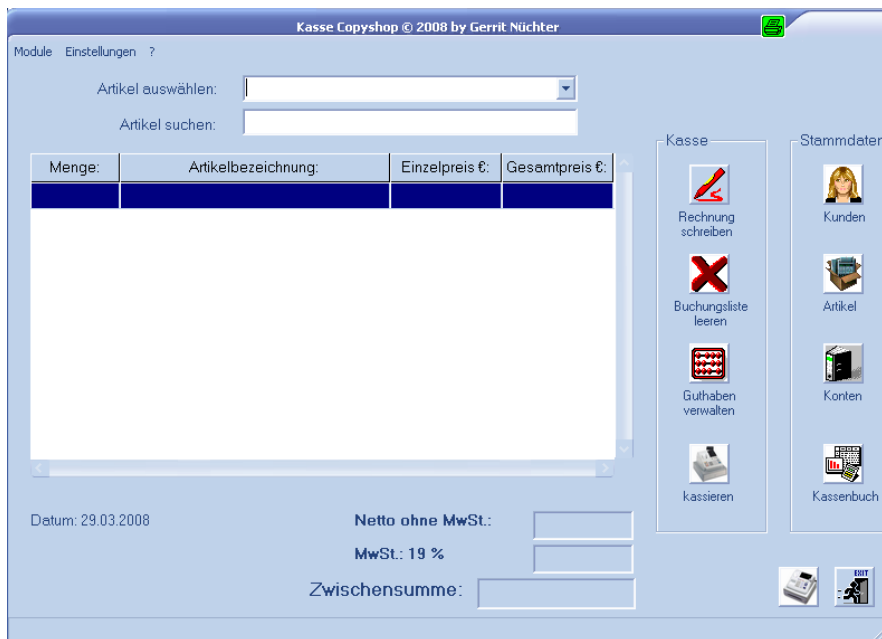 Kasse Copyshop © 2008 by Gerrit Nüchter
Module Einstellungen ?
Artikel auswählen:
Artikel suchen:
Menge: Artikelbezeichnung: Einzelpreis €: Gesamtpreis €:
Kasse
Rechnung
schreiben
Buchungsliste
leeren
Guthaben
verwalten
kassieren
Stammdaten
Kunden
Artikel
Konten
Kassenbuch
Datum: 29.03.2008
Netto ohne MwSt.:
MwSt.: 19 %
Zwischensumme:
EXIT